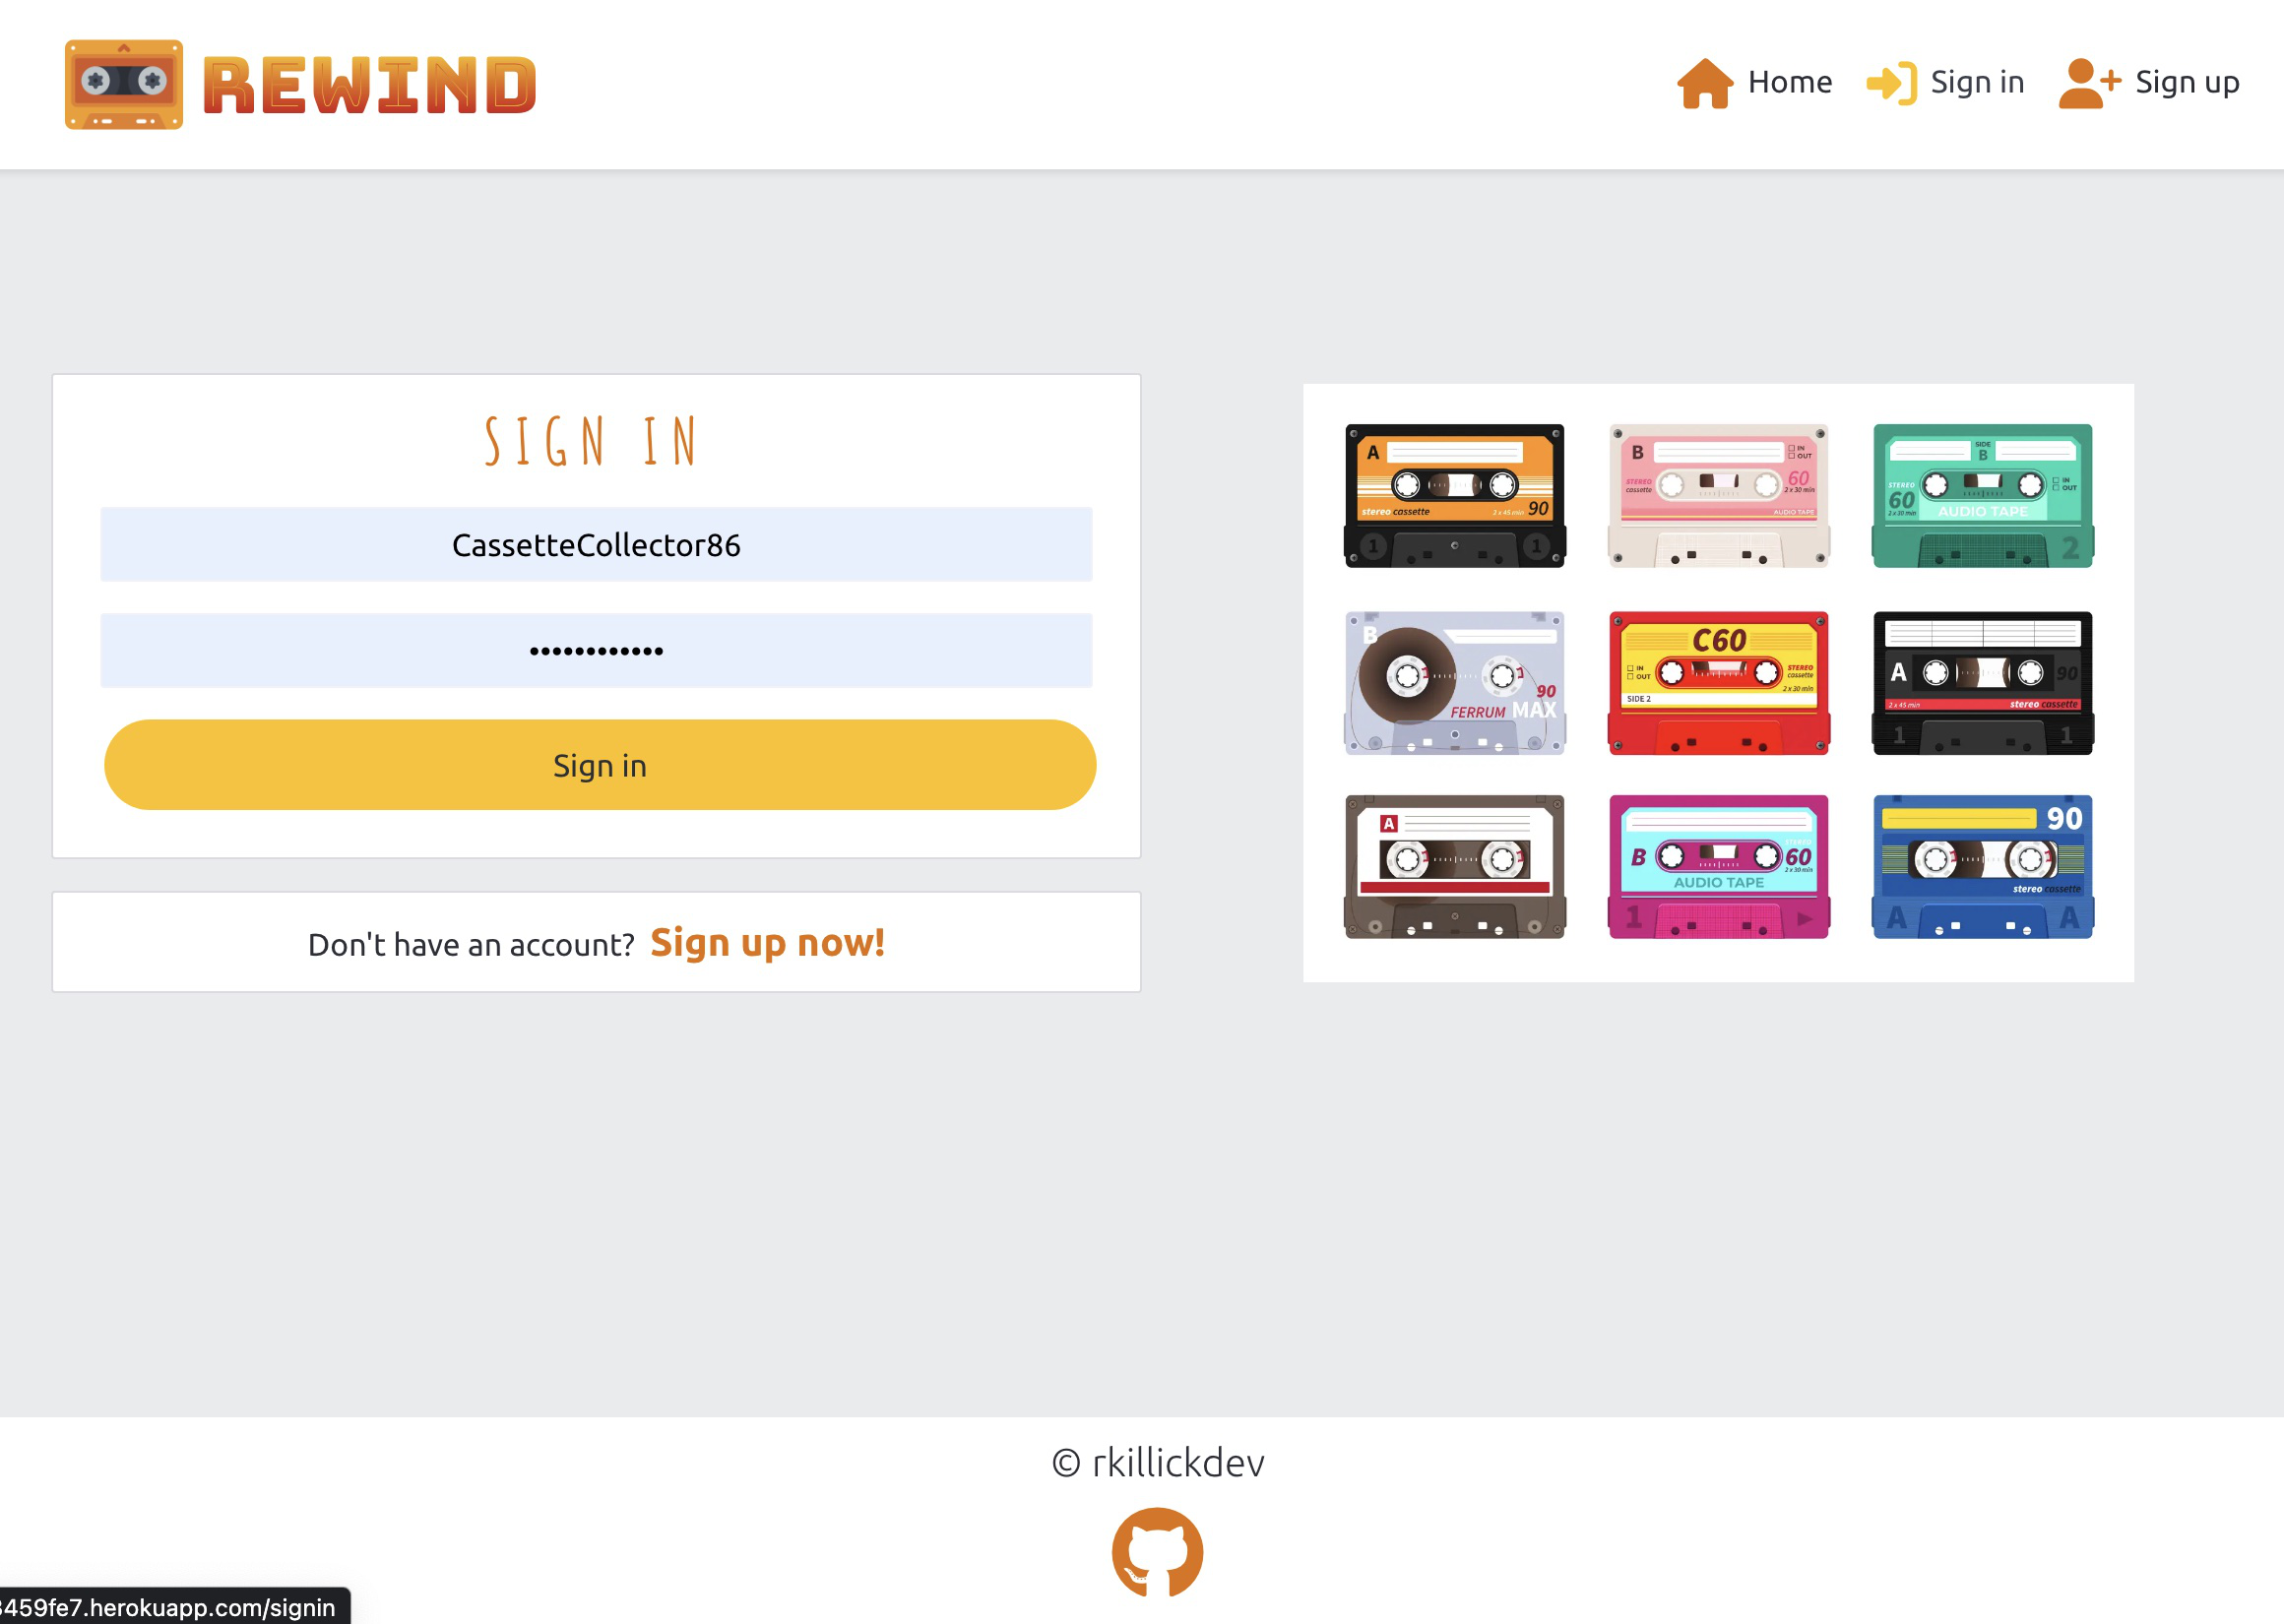 REWIND
Home Sign in Sign up
SIGN IN
CassetteCollector86
••••••••••••
Sign in
Don't have an account? Sign up now!
A
stereo cassette 2 x 45 min 90
1 1
B IN
OUT
STEREO
cassette
60
2 x 30 min
AUDIO TAPE
SIDE
B
IN
OUT
STEREO
60
2 x 30 min
AUDIO TAPE
2
B
90
FERRUM MAX
C60
IN
OUT
STEREO
cassette
2 x 30 min
SIDE 2
A 90
2 x 45 min stereo cassette
1 1
A
STEREO
B 60
2 x 30 min
AUDIO TAPE
1
90
stereo cassette
A A
© rkillickdev
3459fe7.herokuapp.com/signin